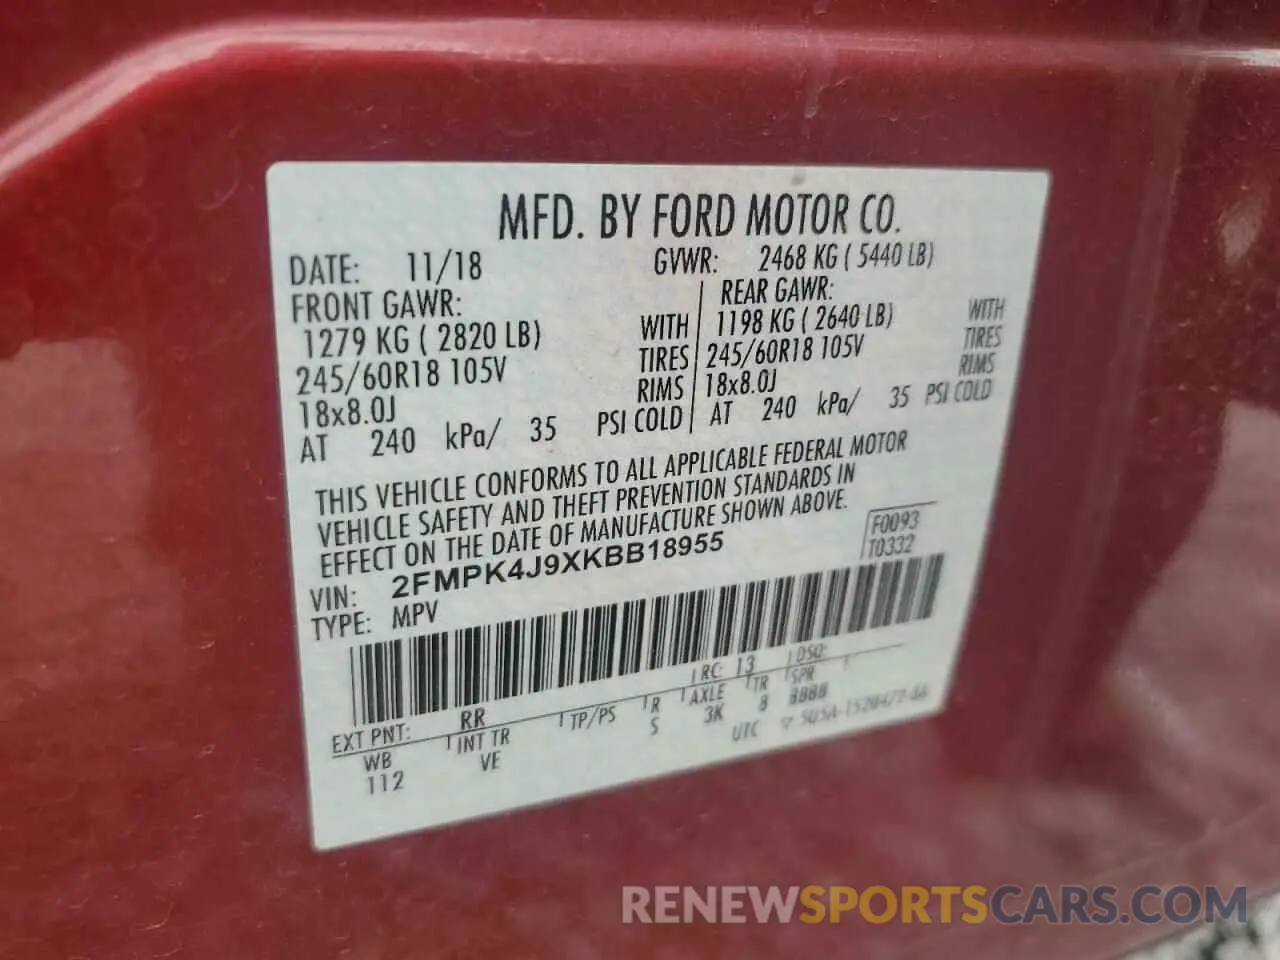 MFD. BY FORD MOTOR CO.
DATE: 11/18 GVWR: 2468 KG ( 5440 LB)
FRONT GAWR: REAR GAWR:
1279 KG ( 2820 LB) WITH 1198 KG ( 2640 LB) WITH
245/60R18 105V TIRES 245/60R18 105V TIRES
18x8.0J RIMS 18x8.0J RIMS
AT 240 kPa/ 35 PSI COLD AT 240 kPa/ 35 PSI COLD
THIS VEHICLE CONFORMS TO ALL APPLICABLE FEDERAL MOTOR
VEHICLE SAFETY AND THEFT PREVENTION STANDARDS IN
EFFECT ON THE DATE OF MANUFACTURE SHOWN ABOVE.
F0093
T0332
VIN: 2FMPK4J9XKBB18955
TYPE: MPV
EXT PNT: RR RC: 13 DSO:
WB INT TR TP/PS R AXLE TR SPR
112 VE S 3K 8 BBBB
UTC
RENEWSPORTSCARS.COM